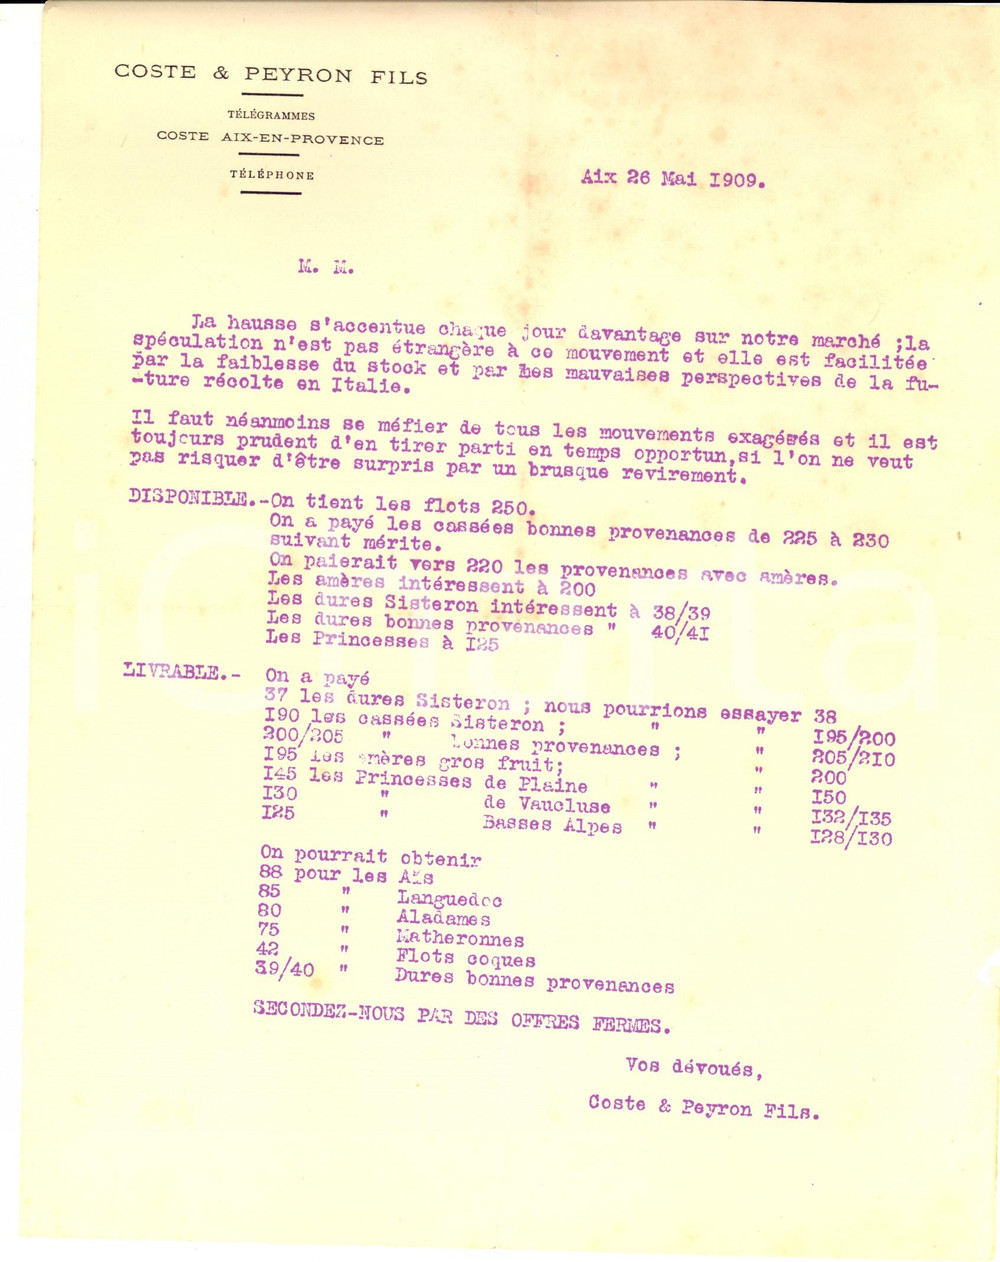 COSTE & PEYRON FILS
TÉLÉGRAMMES
COSTE AIX-EN-PROVENCE
TÉLÉPHONE
Aix 26 Mai I909.
M. M.
La hausse s'accentue chaque jour davantage sur notre marché ;la
spéculation n'est pas étrangère à ce mouvement et elle est facilitée
par la faiblesse du stock et par les mauvaises perspectives de la fu-
-ture récolte en Italie.
Il faut néanmoins se méfier de tous les mouvements exagérés et il est
toujours prudent d'en tirer parti en temps opportun,si l'on ne veut
pas risquer d'être surpris par un brusque revirement.
DISPONIBLE.-On tient les flots 250.
On a payé les cassées bonnes provenances de 225 à 230
suivant mérite.
On paierait vers 220 les provenances avec amères.
Les amères intéressent à 200
Les dures Sisteron intéressent à 38/39
Les dures bonnes provenances " 40/4I
Les Princesses à I25
LIVRABLE.- On a payé
37 les dures Sisteron ; nous pourrions essayer 38
I90 les cassées Sisteron ; " " I95/200
200/205 " bonnes provenances ; " 205/2I0
I95 les amères gros fruit; " 200
I45 les Princesses de Plaine " " I50
I30 " de Vaucluse " " I32/I35
I25 " Basses Alpes " " I28/I30
On pourrait obtenir
88 pour les Aïs
85 " Languedoc
80 " Aladames
75 " Matheronnes
42 " Flots coques
39/40 " Dures bonnes provenances
SECONDEZ-NOUS PAR DES OFFRES FERMES.
Vos dévoués,
Coste & Peyron Fils.
iCharta